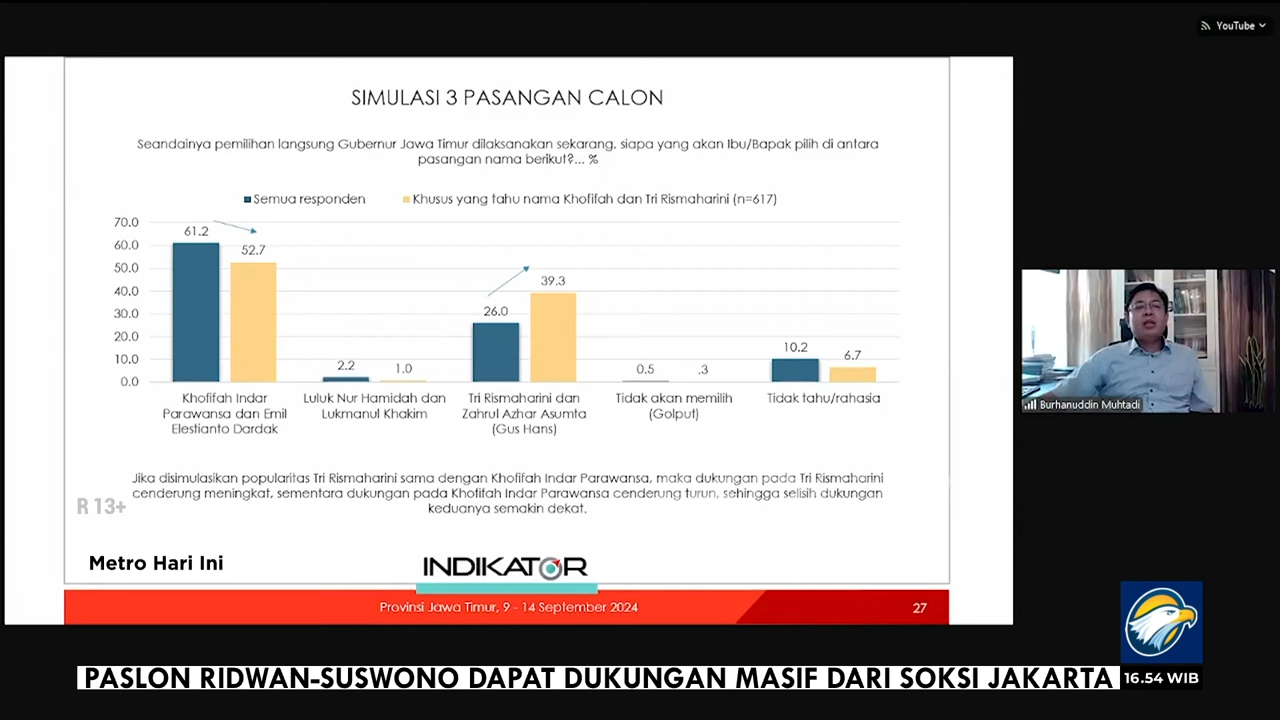 YouTube
SIMULASI 3 PASANGAN CALON
Seandainya pemilihan langsung Gubernur Jawa Timur dilaksanakan sekarang, siapa yang akan Ibu/Bapak pilih di antara
pasangan nama berikut?... %
Semua responden
Khusus yang tahu nama Khofifah dan Tri Rismaharini (n=617)
70.0
60.0
50.0
40.0
30.0
20.0
10.0
0.0
61.2
52.7
2.2
1.0
26.0
39.3
0.5
.3
10.2
6.7
Khofifah Indar
Parawansa dan Emil
Elestianto Dardak
Luluk Nur Hamidah dan
Lukmanul Khakim
Tri Rismaharini dan
Zahrul Azhar Asumta
(Gus Hans)
Tidak akan memilih
(Golput)
Tidak tahu/rahasia
Jika disimulasikan popularitas Tri Rismaharini sama dengan Khofifah Indar Parawansa, maka dukungan pada Tri Rismaharini
cenderung meningkat, sementara dukungan pada Khofifah Indar Parawansa cenderung turun, sehingga selisih dukungan
keduanya semakin dekat.
R 13+
Metro Hari Ini
INDIKATOR
Provinsi Jawa Timur, 9 - 14 September 2024
27
Burhanuddin Muhtadi
PASLON RIDWAN-SUSWONO DAPAT DUKUNGAN MASIF DARI SOKSI JAKARTA
16.54 WIB